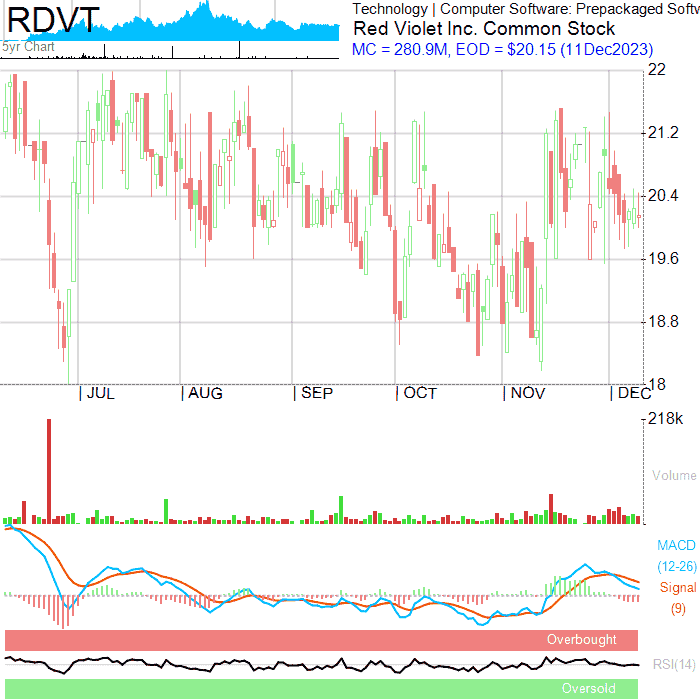 RDVT
5yr Chart
Technology | Computer Software: Prepackaged Softw
Red Violet Inc. Common Stock
MC = 280.9M, EOD = $20.15 (11Dec2023)
22
21.2
20.4
19.6
18.8
18
| JUL | AUG | SEP | OCT | NOV | DEC
218k
Volume
MACD
(12-26)
Signal
(9)
Overbought
RSI(14)
Oversold